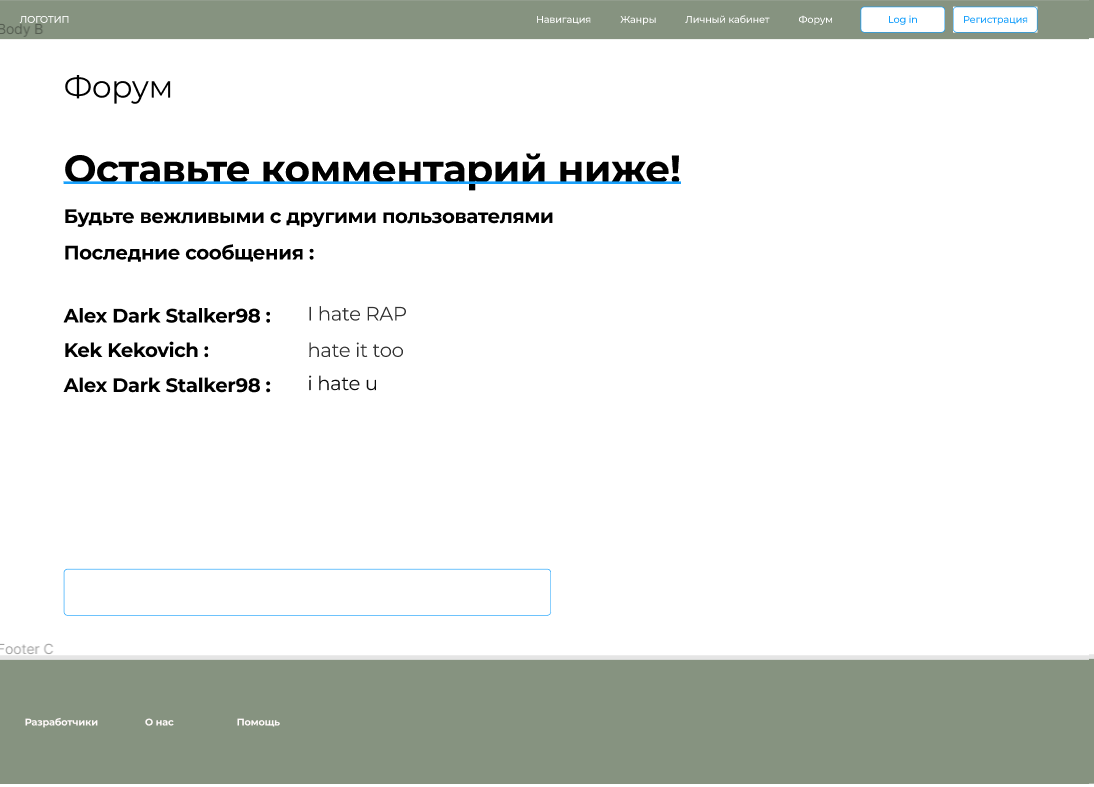 ЛОГОТИП
Навигация Жанры Личный кабинет Форум Log in Регистрация
Body B
Форум
Оставьте комментарий ниже!
Будьте вежливыми с другими пользователями
Последние сообщения :
Alex Dark Stalker98 : I hate RAP
Kek Kekovich : hate it too
Alex Dark Stalker98 : i hate u
Footer C
Разработчики О нас Помощь